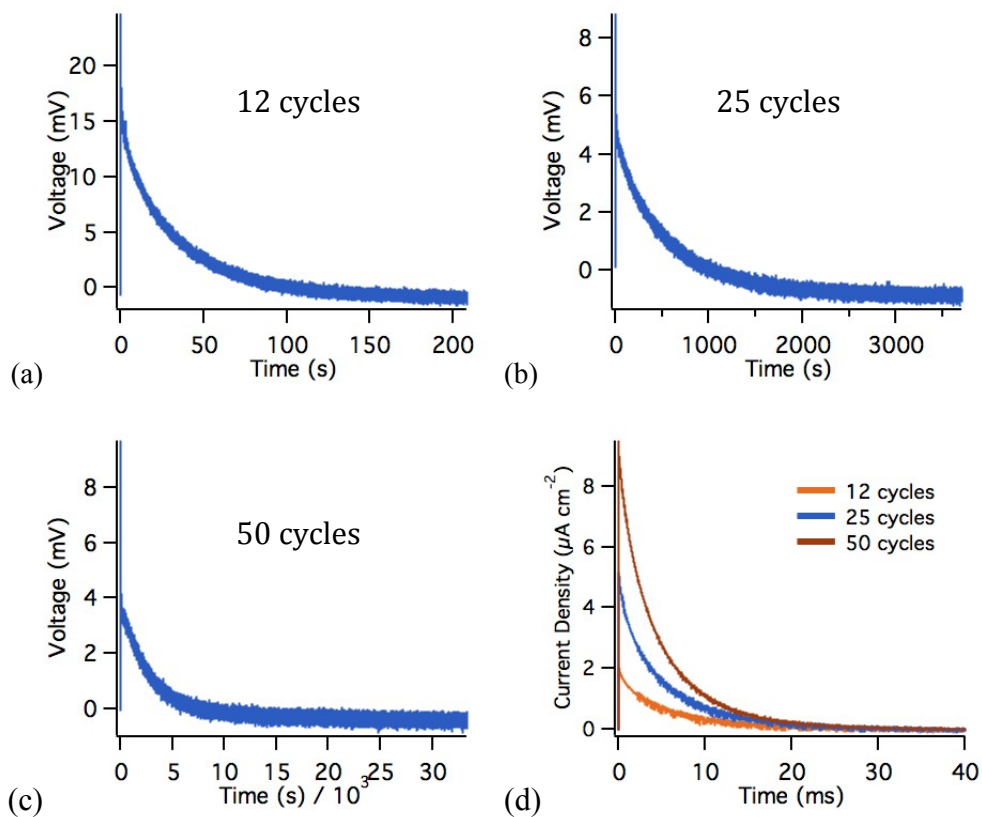 20
15
10
5
0
Voltage (mV)
12 cycles
0 50 100 150 200
Time (s)
(a)
8
6
4
2
0
Voltage (mV)
25 cycles
0 1000 2000 3000
Time (s)
(b)
8
6
4
2
0
Voltage (mV)
50 cycles
0 5 10 15 20 25 30
Time (s) / 10³
(c)
8
6
4
2
0
Current Density (µA cm⁻²)
12 cycles
25 cycles
50 cycles
0 10 20 30 40
Time (ms)
(d)